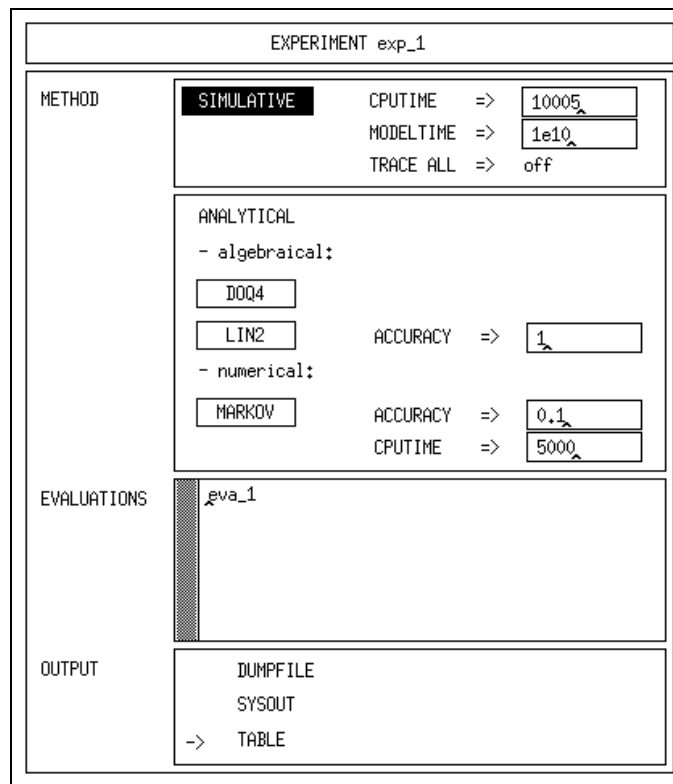 EXPERIMENT exp_1
METHOD SIMULATIVE CPUTIME => 10005
MODELTIME => 1e10
TRACE ALL => off
ANALYTICAL
- algebraical:
DOQ4
LIN2 ACCURACY => 1
- numerical:
MARKOV ACCURACY => 0.1
CPUTIME => 5000
EVALUATIONS eva_1
OUTPUT DUMPFILE
SYSOUT
-> TABLE